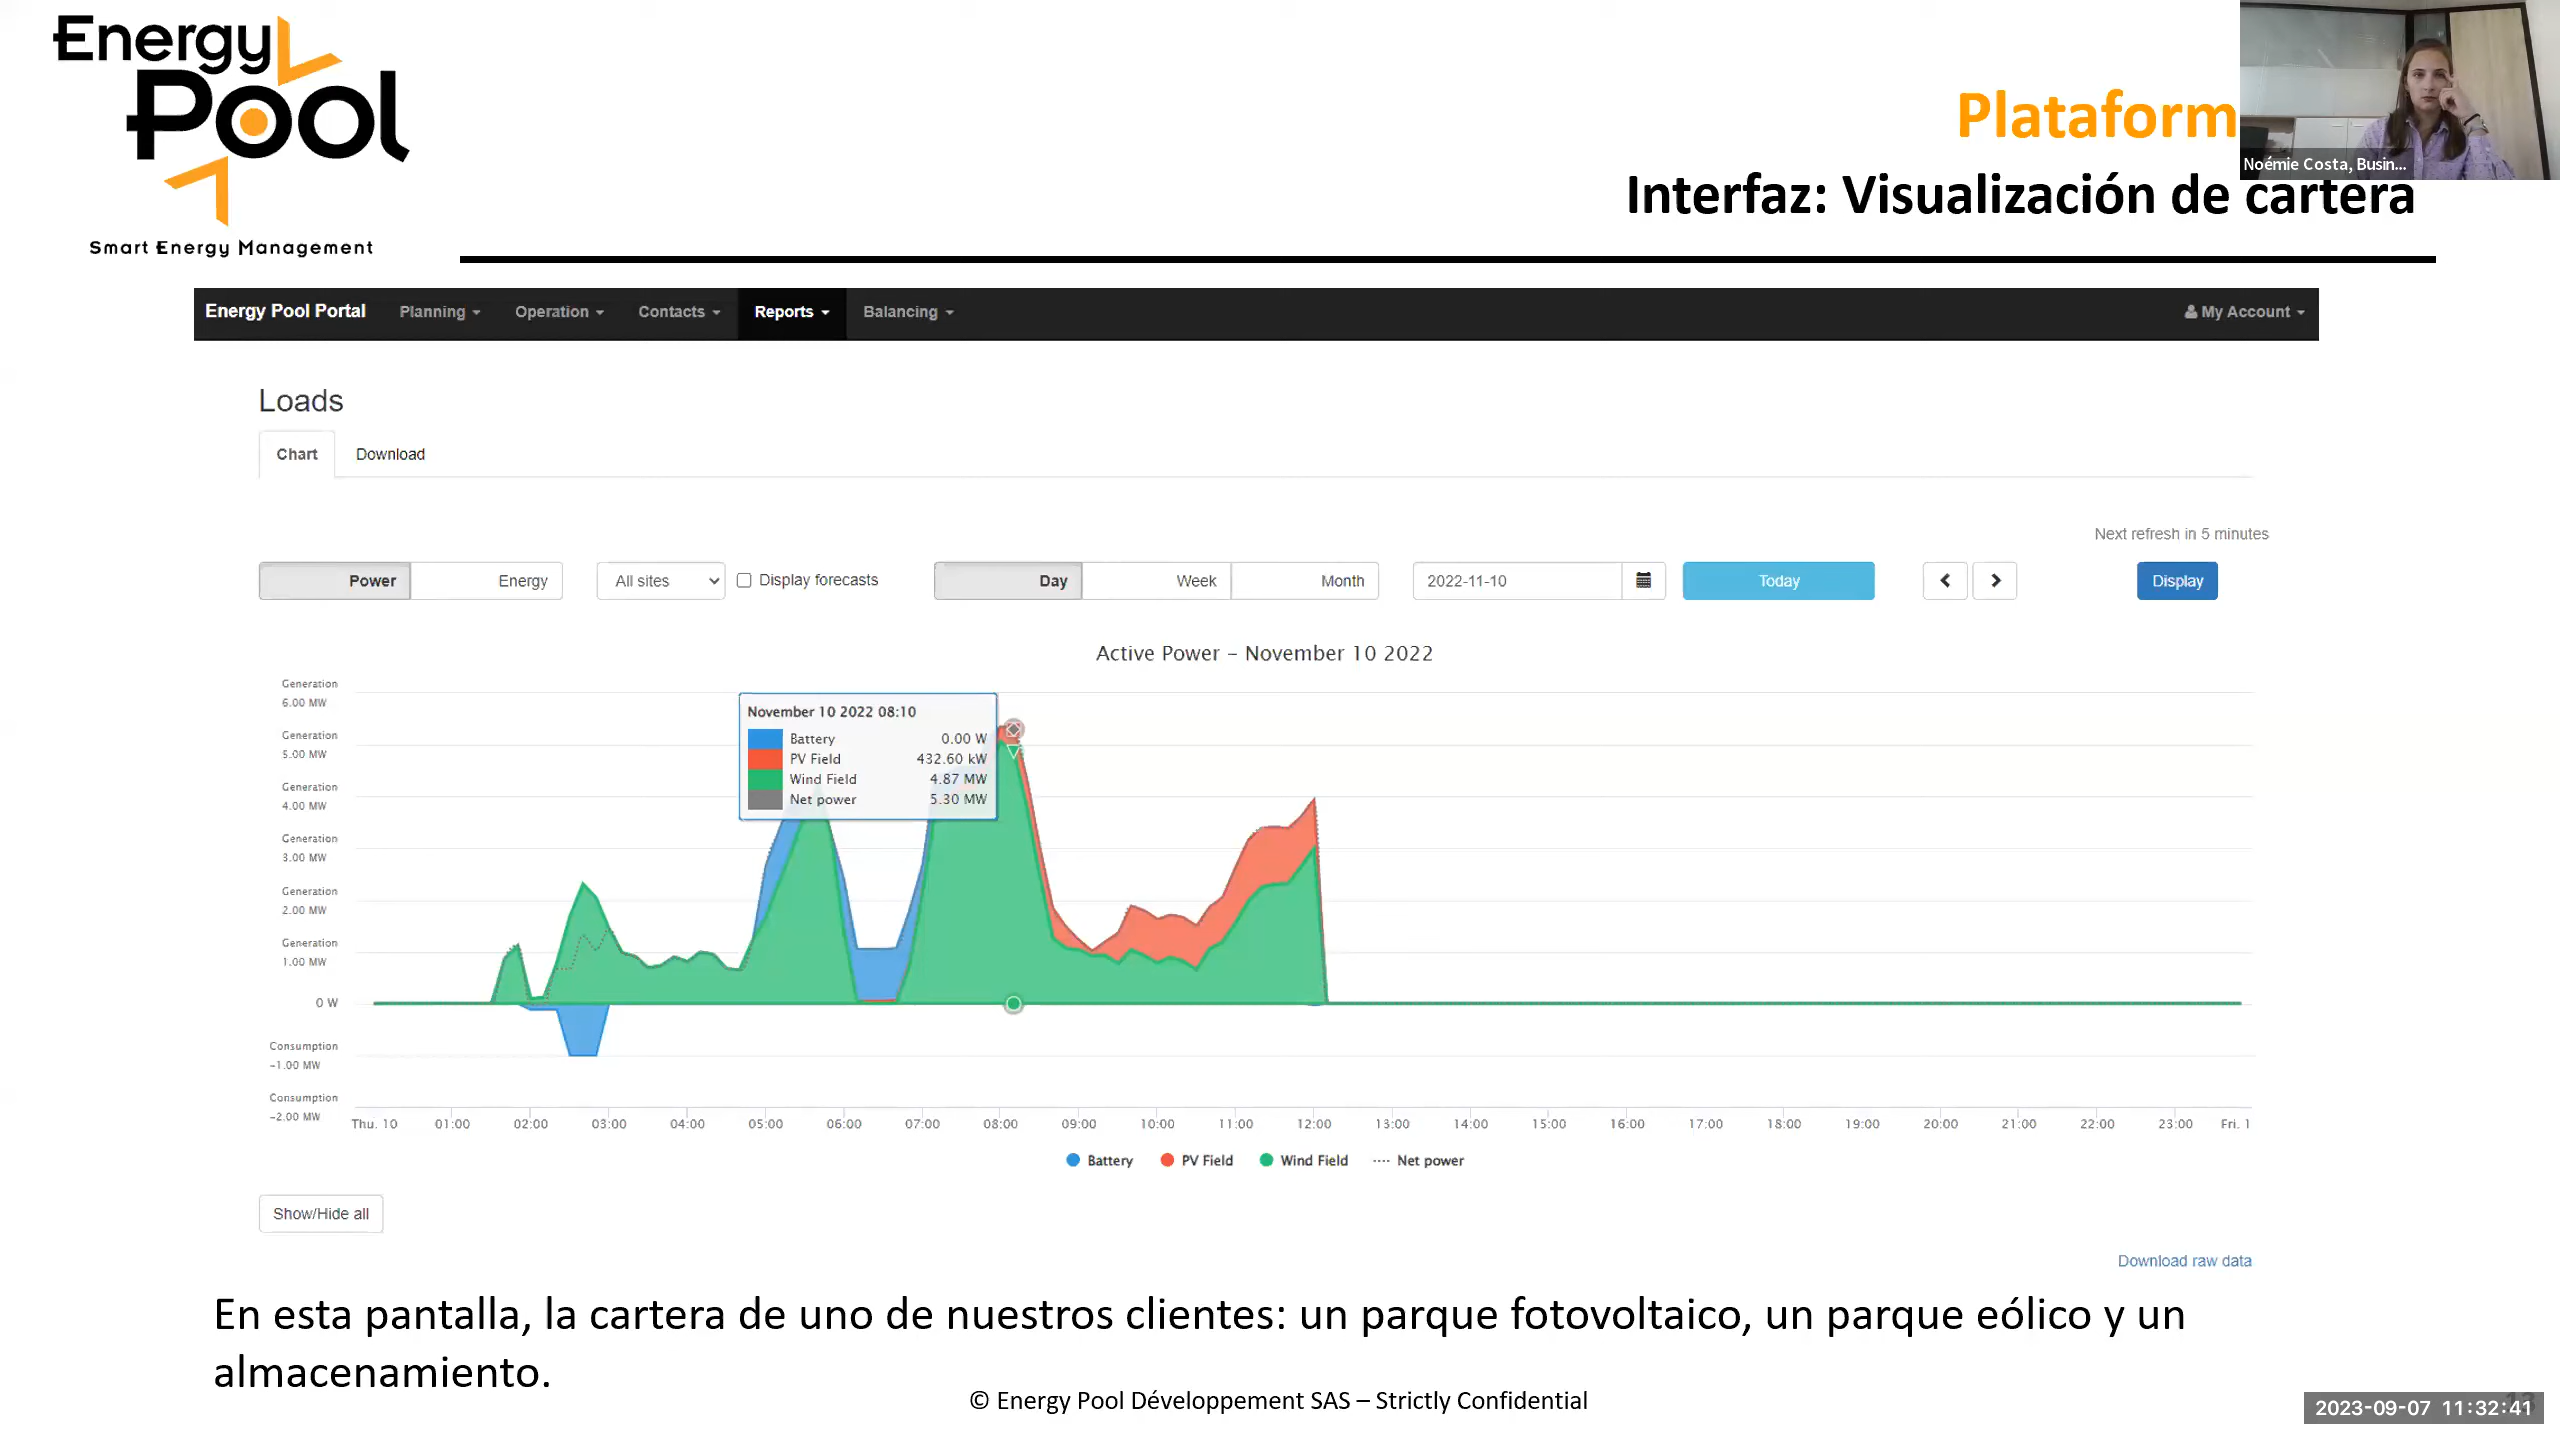 Energy
Pool
Smart Energy Management
Plataform
Noémie Costa, Busin...
Interfaz: Visualización de cartera
Energy Pool Portal Planning Operation Contacts Reports Balancing My Account
Loads
Chart Download
Next refresh in 5 minutes
Power Energy All sites Display forecasts Day Week Month 2022-11-10 Today Display
Active Power – November 10 2022
Generation
6.00 MW
Generation
5.00 MW
Generation
4.00 MW
Generation
3.00 MW
Generation
2.00 MW
Generation
1.00 MW
0 W
Consumption
-1.00 MW
Consumption
-2.00 MW
November 10 2022 08:10
Battery 0.00 W
PV Field 432.60 kW
Wind Field 4.87 MW
Net power 5.30 MW
Thu. 10 01:00 02:00 03:00 04:00 05:00 06:00 07:00 08:00 09:00 10:00 11:00 12:00 13:00 14:00 15:00 16:00 17:00 18:00 19:00 20:00 21:00 22:00 23:00 Fri. 1
Battery PV Field Wind Field Net power
Show/Hide all
Download raw data
En esta pantalla, la cartera de uno de nuestros clientes: un parque fotovoltaico, un parque eólico y un
almacenamiento.
© Energy Pool Développement SAS – Strictly Confidential
2023-09-07 11:32:41